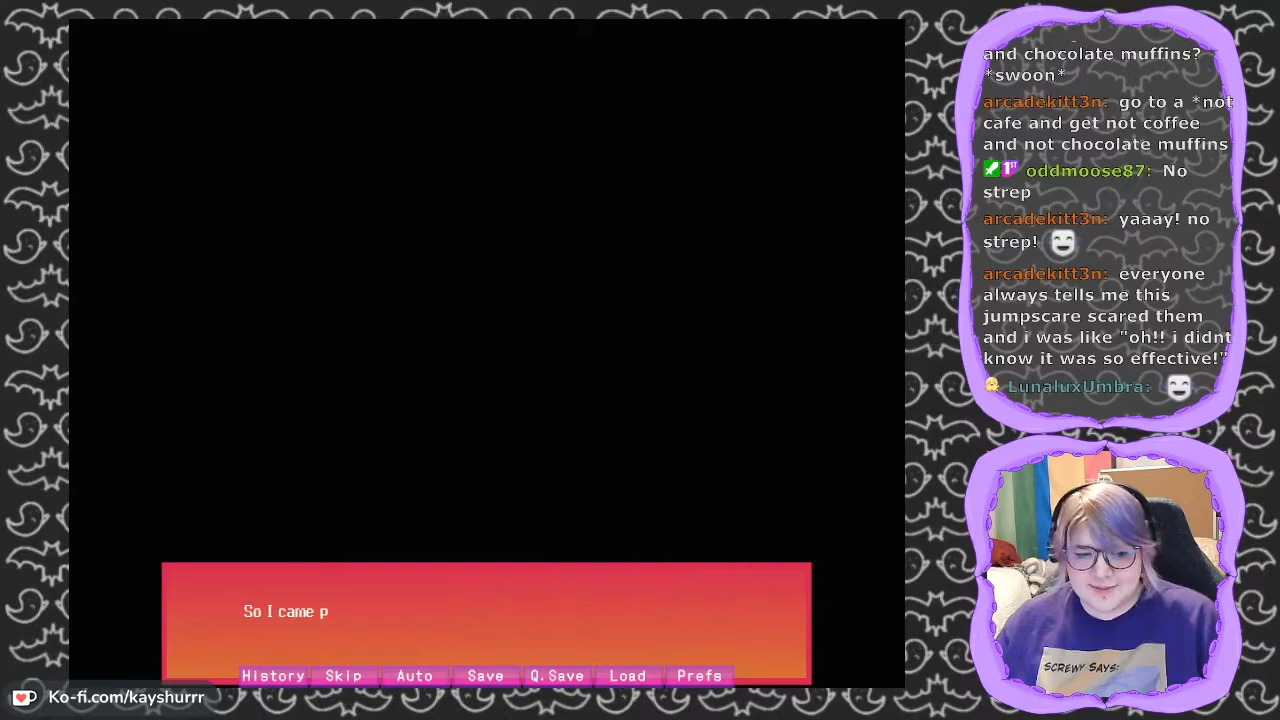 and chocolate muffins?
*swoon*
arcadekitt3n: go to a *not
cafe and get not coffee
and not chocolate muffins
1ST oddmoose87: No
strep
arcadekitt3n: yaaay! no
strep!
arcadekitt3n: everyone
always tells me this
jumpscare scared them
and i was like "oh!! i didnt
know it was so effective!"
LunaluxUmbra:
So I came p
History Skip Auto Save Q.Save Load Prefs
SCREWY SAYS:
Ko-fi.com/kayshurrr